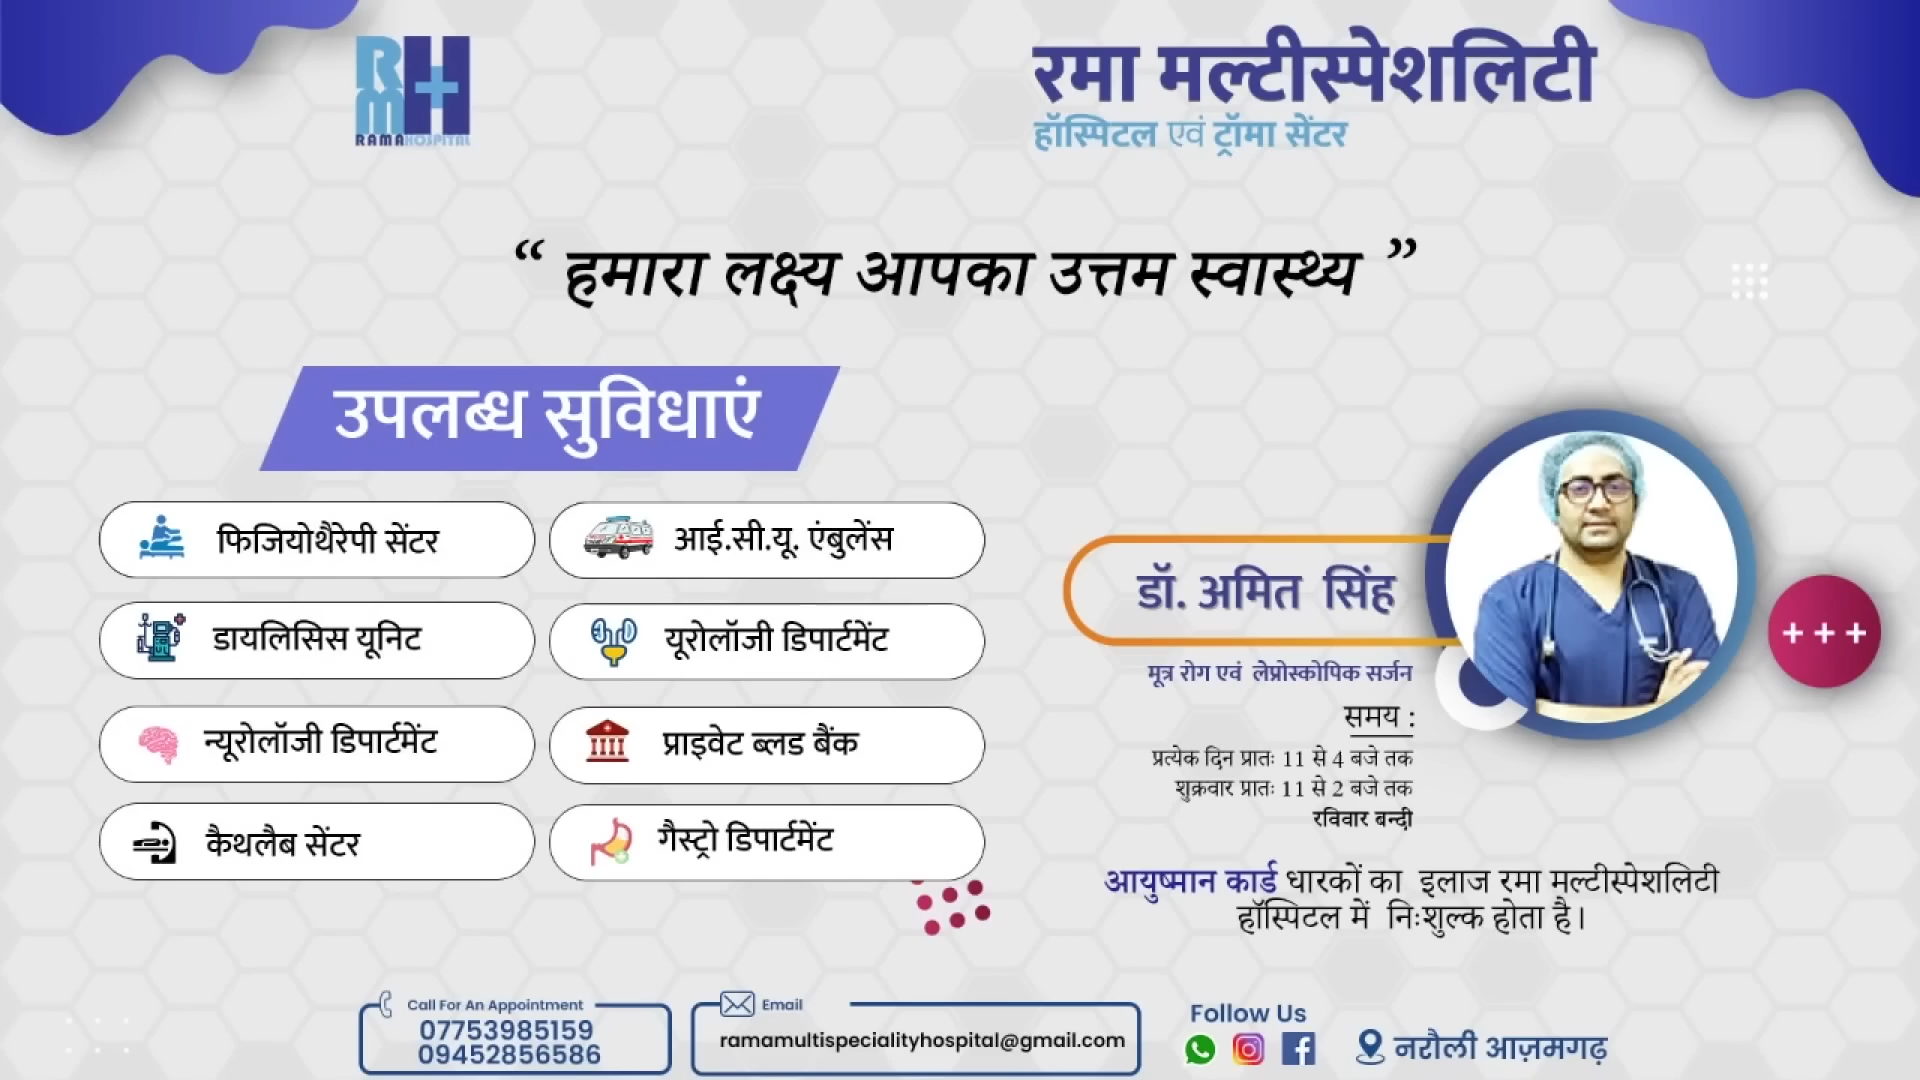 RMH
RAMAHOSPITAL
रमा मल्टीस्पेशलिटी
हॉस्पिटल एवं ट्रॉमा सेंटर
“ हमारा लक्ष्य आपका उत्तम स्वास्थ्य ”
उपलब्ध सुविधाएं
फिजियोथैरेपी सेंटर
आई.सी.यू. एंबुलेंस
डायलिसिस यूनिट
यूरोलॉजी डिपार्टमेंट
न्यूरोलॉजी डिपार्टमेंट
प्राइवेट ब्लड बैंक
कैथलैब सेंटर
गैस्ट्रो डिपार्टमेंट
डॉ. अमित सिंह
मूत्र रोग एवं लेप्रोस्कोपिक सर्जन
समय :
प्रत्येक दिन प्रातः 11 से 4 बजे तक
शुक्रवार प्रातः 11 से 2 बजे तक
रविवार बन्दी
आयुष्मान कार्ड धारकों का इलाज रमा मल्टीस्पेशलिटी
हॉस्पिटल में निःशुल्क होता है।
Call For An Appointment
07753985159
09452856586
Email
ramamultispecialityhospital@gmail.com
Follow Us
नरौली आज़मगढ़